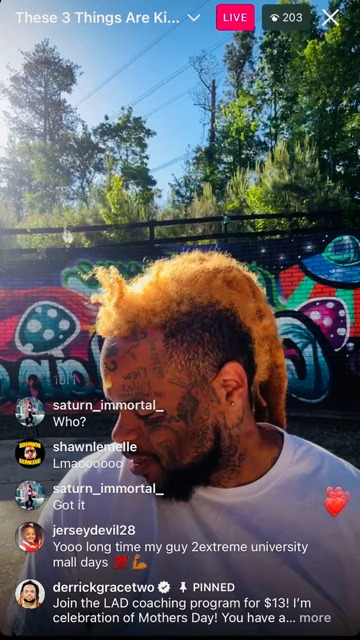 These 3 Things Are Ki...
LIVE
203
saturn_immortal_
Who?
shawnlemelle
Lmaoooooo
saturn_immortal_
Got it
jerseydevil28
Yooo long time my guy 2extreme university
mall days 💯 💪
derrickgracetwo PINNED
Join the LAD coaching program for $13! I'm
celebration of Mothers Day! You have a... more